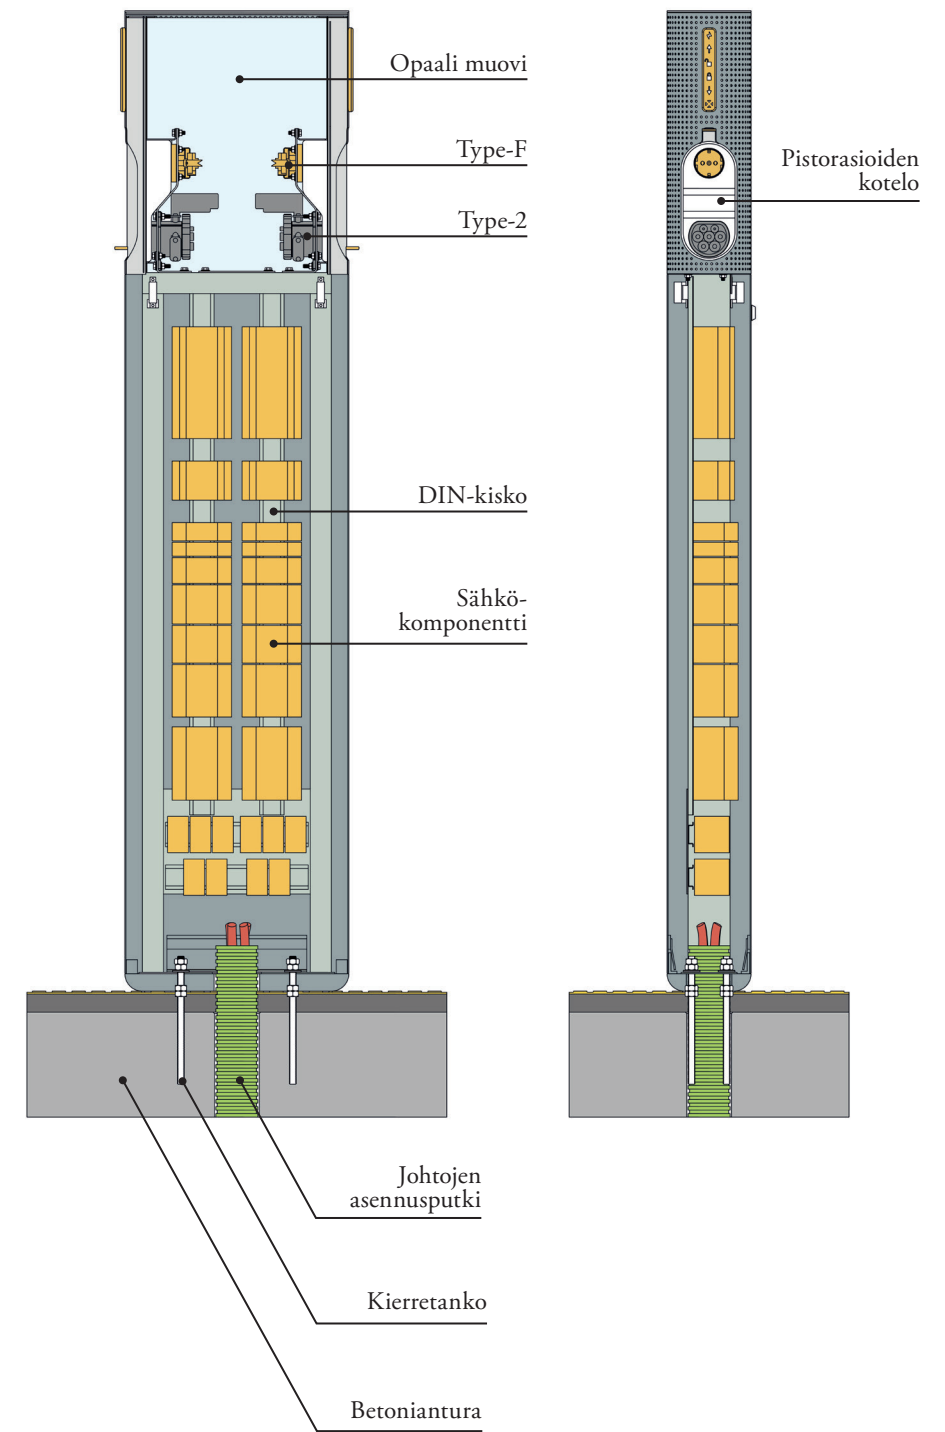 Opaali muovi
Type-F
Type-2
Pistorasioiden
kotelo
DIN-kisko
Sähkö-
komponentti
Johtojen
asennusputki
Kierretanko
Betoniantura